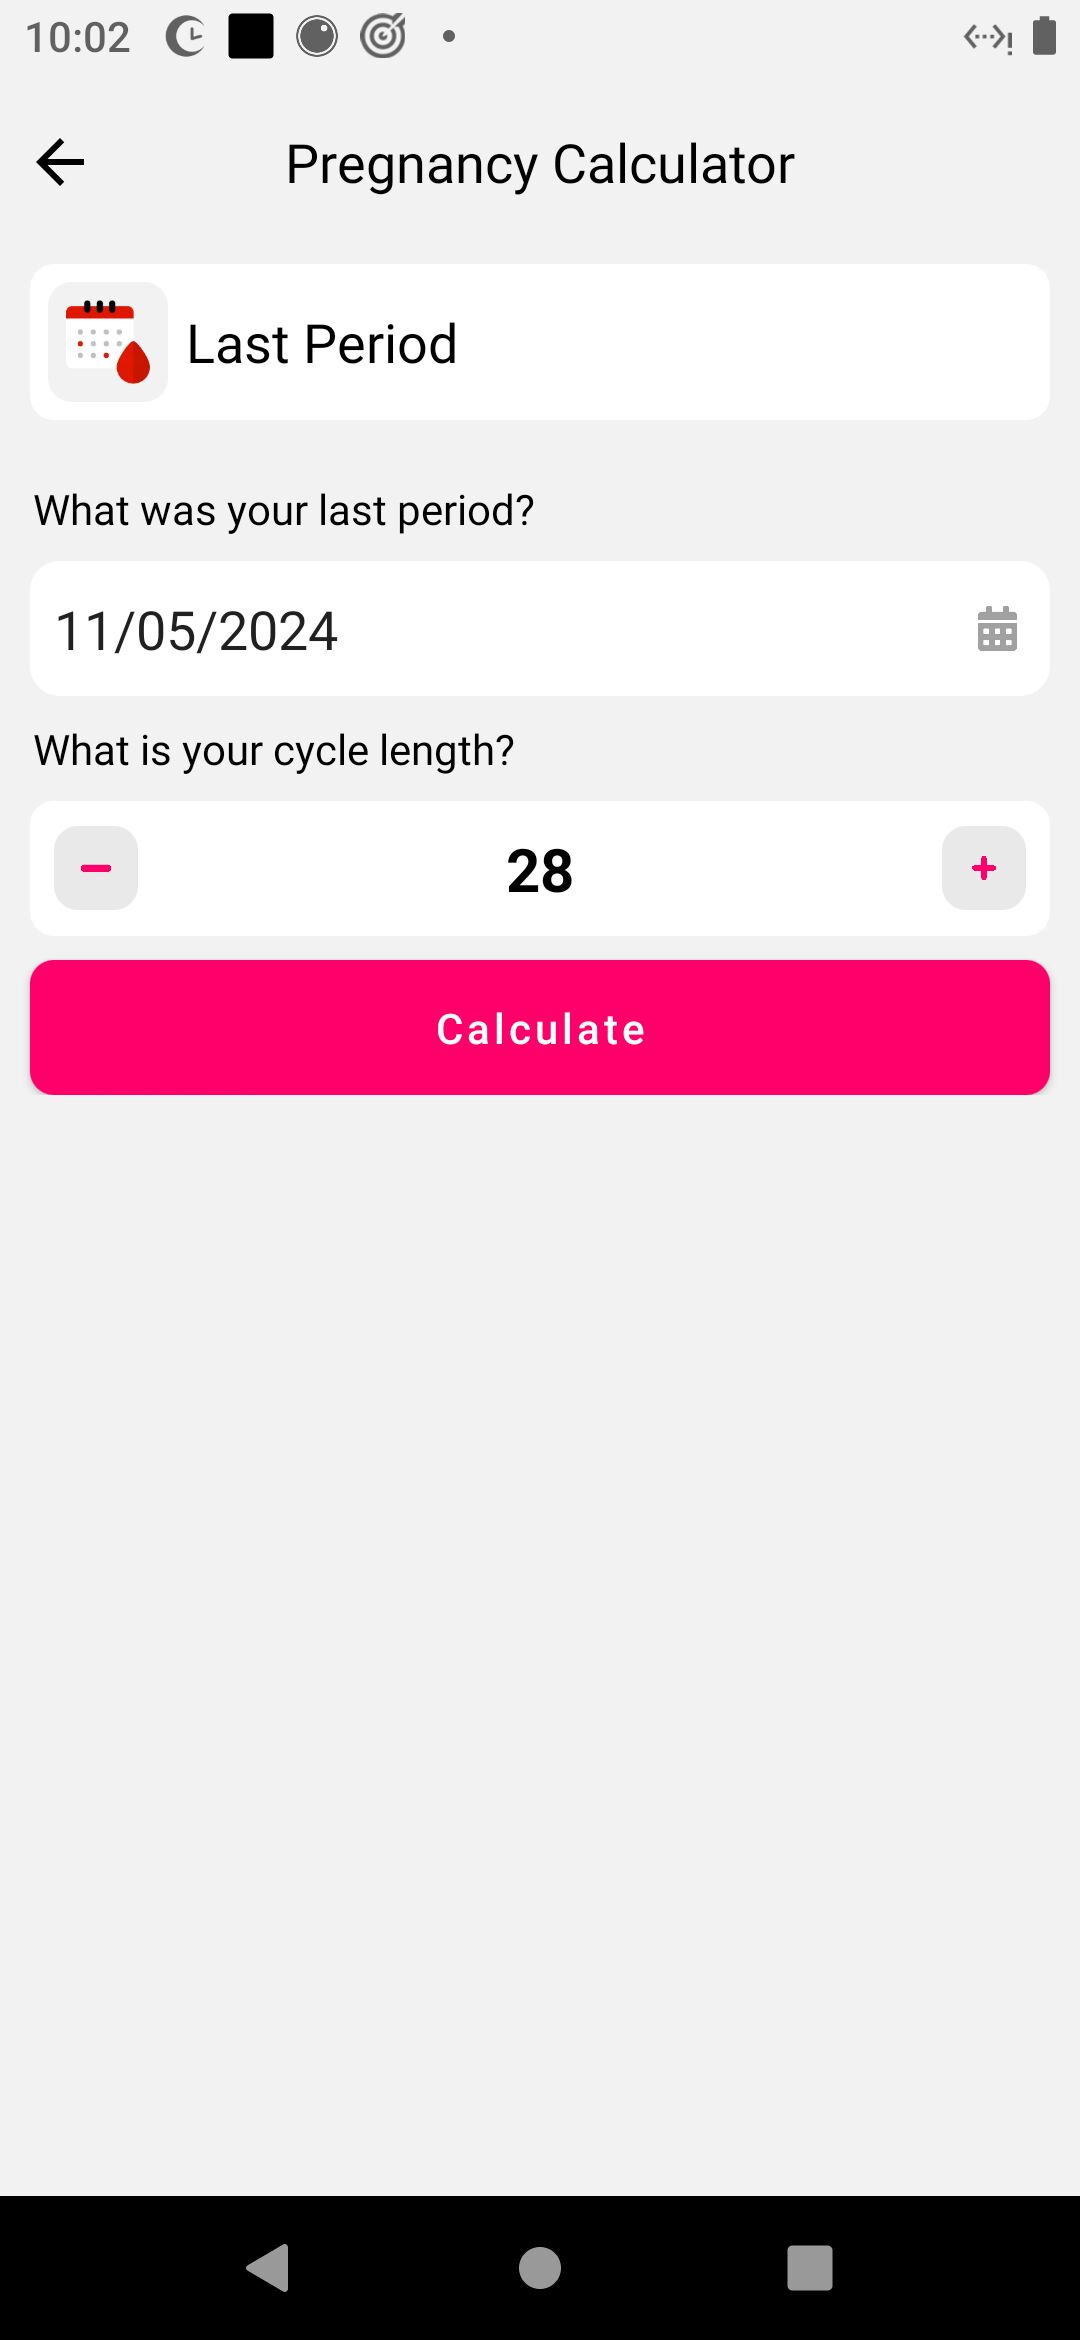 10:02
Pregnancy Calculator
Last Period
What was your last period?
11/05/2024
What is your cycle length?
28
Calculate